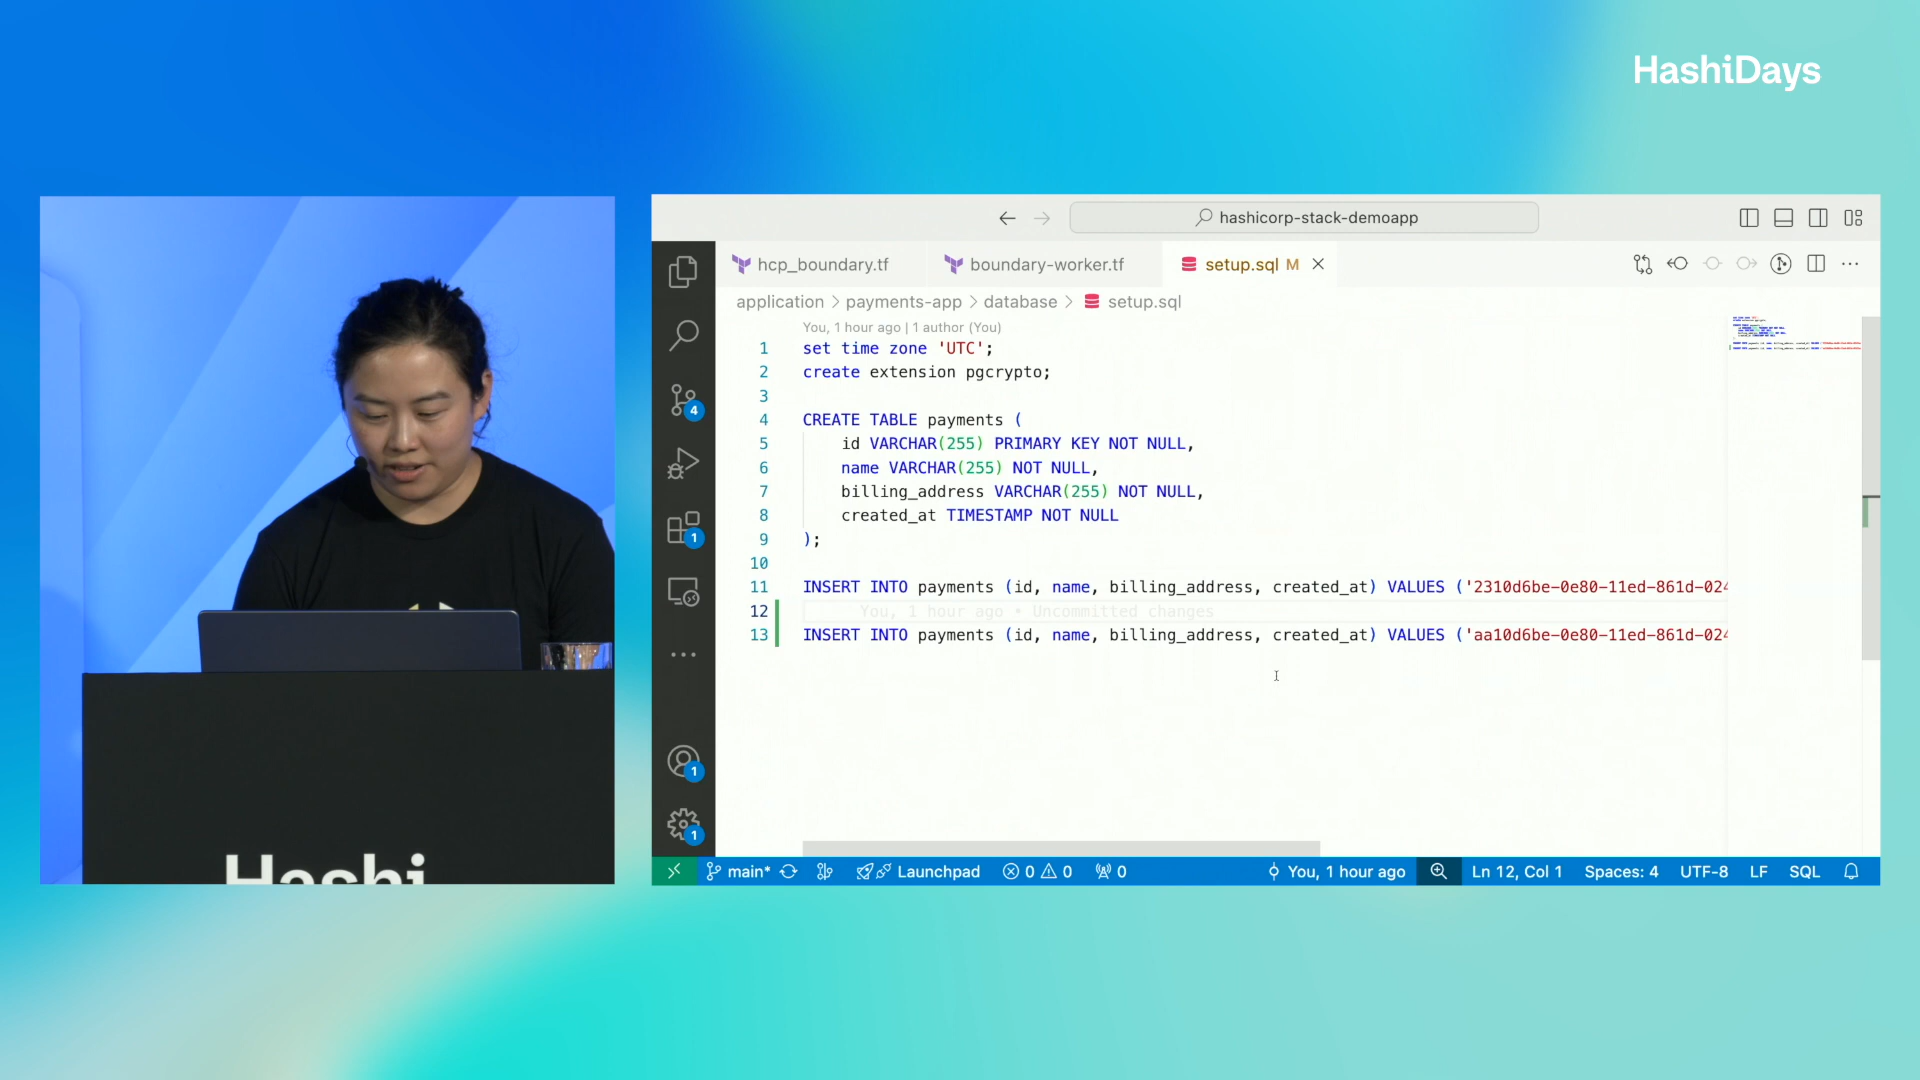 HashiDays
hashicorp-stack-demoapp
hcp_boundary.tf
boundary-worker.tf
setup.sql M
application > payments-app > database > setup.sql
You, 1 hour ago | 1 author (You)
1 set time zone 'UTC';
2 create extension pgcrypto;
3
4 CREATE TABLE payments (
5 id VARCHAR(255) PRIMARY KEY NOT NULL,
6 name VARCHAR(255) NOT NULL,
7 billing_address VARCHAR(255) NOT NULL,
8 created_at TIMESTAMP NOT NULL
9 );
10
11 INSERT INTO payments (id, name, billing_address, created_at) VALUES ('2310d6be-0e80-11ed-861d-024
12 You, 1 hour ago • Uncommitted changes
13 INSERT INTO payments (id, name, billing_address, created_at) VALUES ('aa10d6be-0e80-11ed-861d-024
4
1
1
1
main* Launchpad 0 0 0 You, 1 hour ago Ln 12, Col 1 Spaces: 4 UTF-8 LF SQL
Hashi